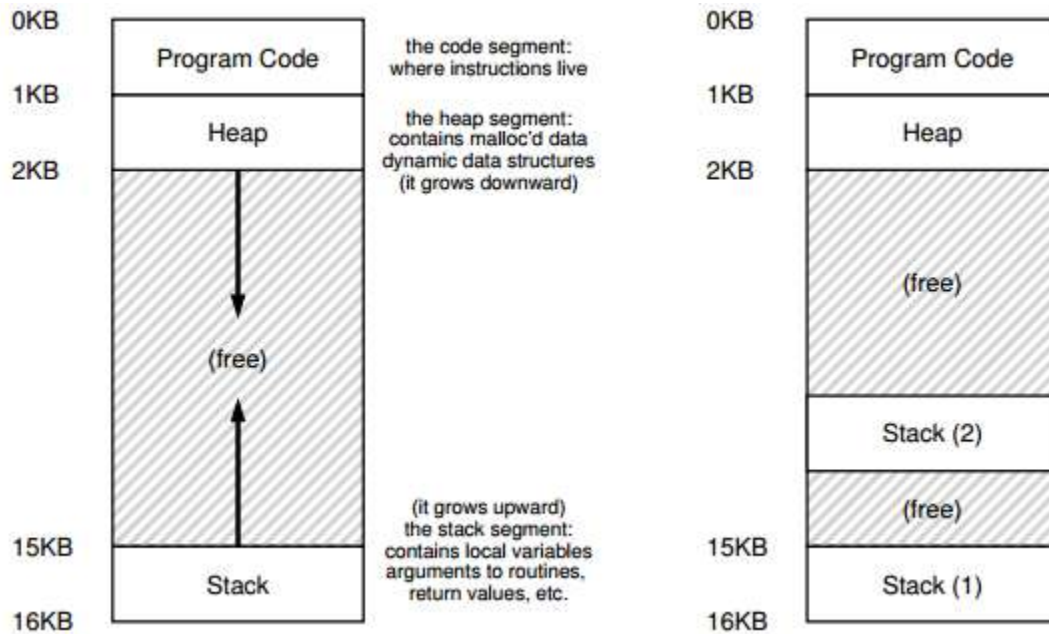 0KB
Program Code
the code segment:
where instructions live
1KB
Heap
the heap segment:
contains malloc'd data
dynamic data structures
(it grows downward)
2KB
(free)
(it grows upward)
the stack segment:
contains local variables
arguments to routines,
return values, etc.
15KB
Stack
16KB
0KB
Program Code
1KB
Heap
2KB
(free)
Stack (2)
(free)
15KB
Stack (1)
16KB